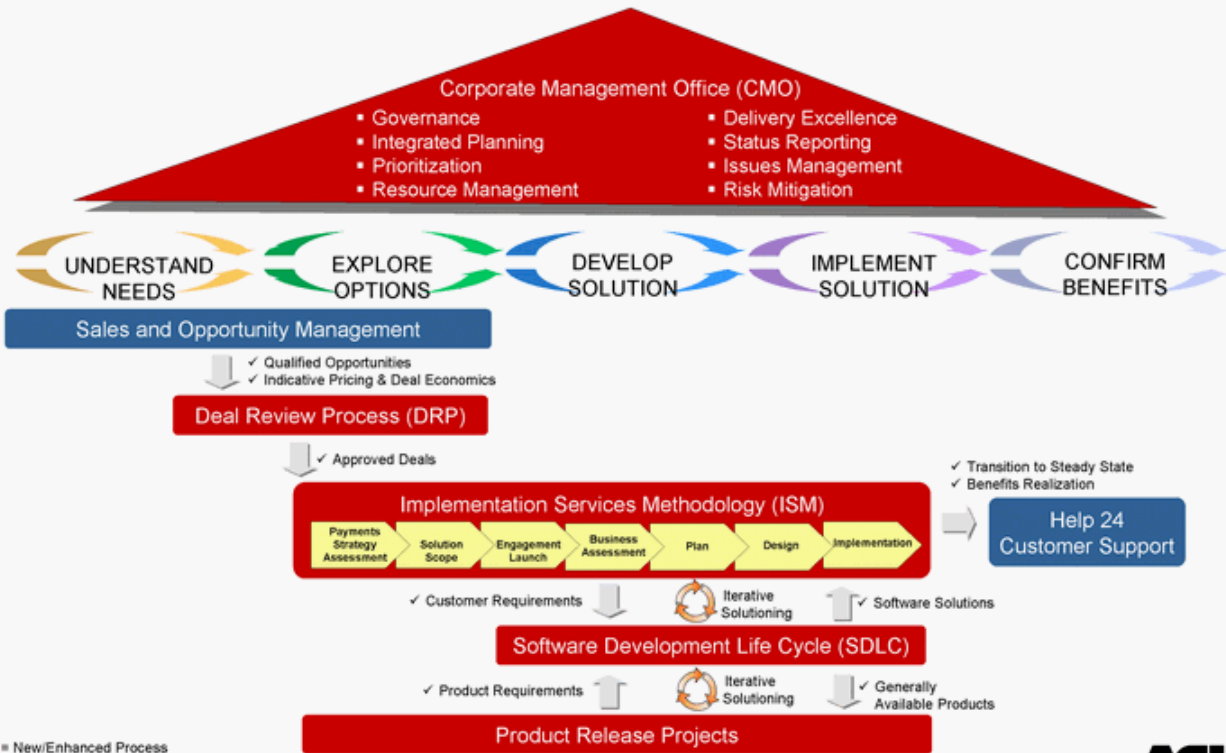 Corporate Management Office (CMO)
▪ Governance
▪ Integrated Planning
▪ Prioritization
▪ Resource Management
▪ Delivery Excellence
▪ Status Reporting
▪ Issues Management
▪ Risk Mitigation
UNDERSTAND
NEEDS
EXPLORE
OPTIONS
DEVELOP
SOLUTION
IMPLEMENT
SOLUTION
CONFIRM
BENEFITS
Sales and Opportunity Management
✓ Qualified Opportunities
✓ Indicative Pricing & Deal Economics
Deal Review Process (DRP)
✓ Approved Deals
Implementation Services Methodology (ISM)
Payments
Strategy
Assessment
Solution
Scope
Engagement
Launch
Business
Assessment
Plan
Design
Implementation
✓ Transition to Steady State
✓ Benefits Realization
Help 24
Customer Support
✓ Customer Requirements
Iterative
Solutioning
✓ Software Solutions
Software Development Life Cycle (SDLC)
✓ Product Requirements
Iterative
Solutioning
✓ Generally
Available Products
Product Release Projects
= New/Enhanced Process